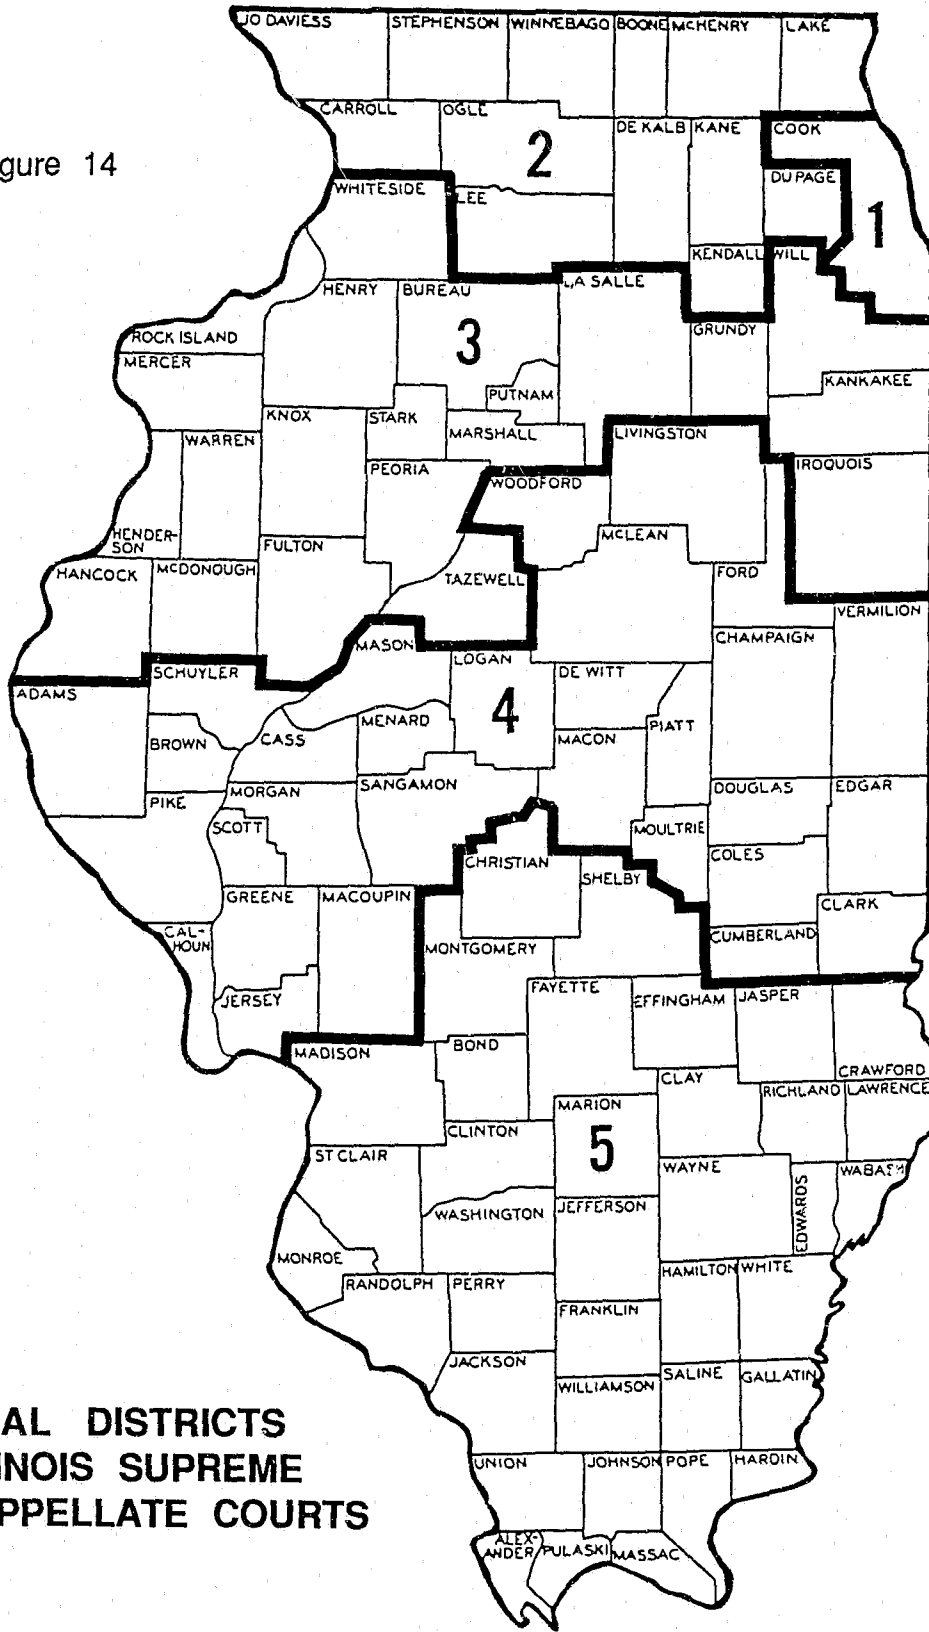 JO DAVIESS STEPHENSON WINNEBAGO BOONE MCHENRY LAKE
CARROLL OGLE
DE KALB KANE COOK
gure 14
2
DU PAGE
WHITESIDE
LEE
1
KENDALL WILL
LA SALLE
HENRY BUREAU
GRUNDY
ROCK ISLAND
3
MERCER
KANKAKEE
PUTNAM
KNOX STARK
MARSHALL LIVINGSTON
WARREN
PEORIA IROQUOIS
WOODFORD
HENDER-
SON
MCLEAN
FULTON
HANCOCK MCDONOUGH
TAZEWELL FORD
VERMILION
CHAMPAIGN
MASON
LOGAN
SCHUYLER DE WITT
ADAMS
4
MENARD PIATT
BROWN CASS MACON
MORGAN SANGAMON DOUGLAS EDGAR
PIKE
SCOTT MOULTRIE
COLES
CHRISTIAN
SHELBY
GREENE MACOUPIN
CLARK
CAL-
HOUN
CUMBERLAND
MONTGOMERY
FAYETTE
JERSEY EFFINGHAM JASPER
MADISON BOND
CRAWFORD
CLAY
RICHLAND LAWRENCE
MARION
CLINTON
5
ST CLAIR
WAYNE WABASH
EDWARDS
WASHINGTON JEFFERSON
MONROE
HAMILTON WHITE
RANDOLPH PERRY
FRANKLIN
JACKSON
SALINE GALLATIN
WILLIAMSON
AL DISTRICTS
INOIS SUPREME
PPELLATE COURTS
UNION JOHNSON POPE HARDIN
ALEX-
ANDER
PULASKI MASSAC